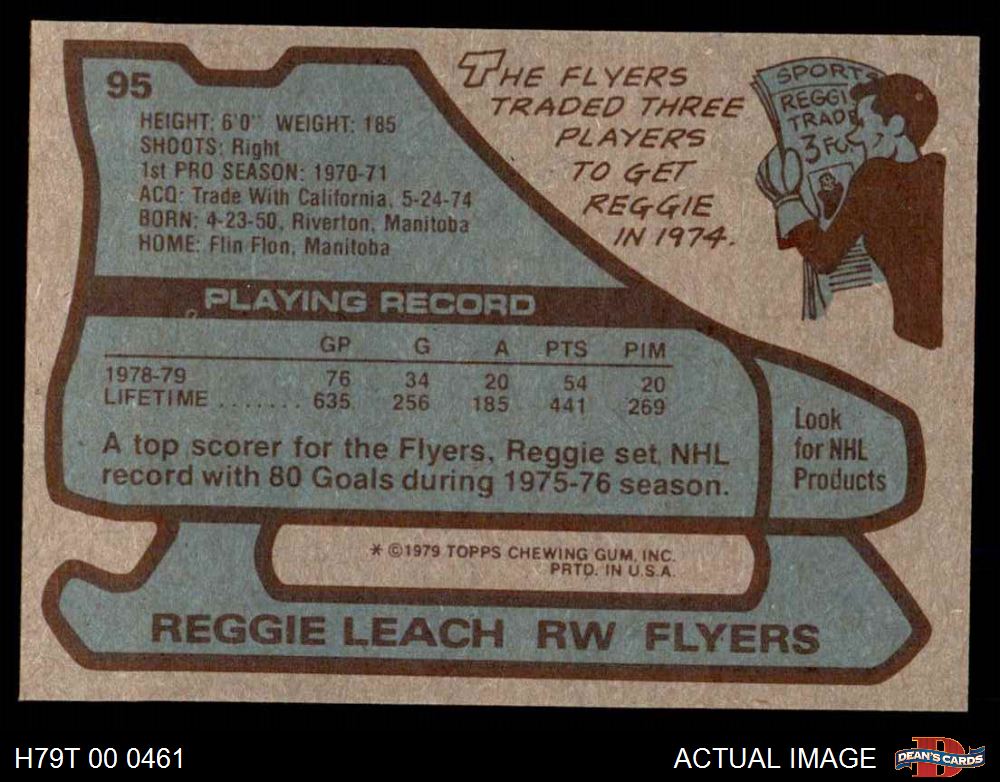 95
HEIGHT: 6'0" WEIGHT: 185
SHOOTS: Right
1st PRO SEASON: 1970-71
ACQ: Trade With California, 5-24-74
BORN: 4-23-50, Riverton, Manitoba
HOME: Flin Flon, Manitoba
THE FLYERS
TRADED THREE
PLAYERS
TO GET
REGGIE
IN 1974.
SPORTS
REGGI
TRADE
3 FO
PLAYING RECORD
GP G A PTS PIM
1978-79 76 34 20 54 20
LIFETIME ........ 635 256 185 441 269
A top scorer for the Flyers, Reggie set NHL
record with 80 Goals during 1975-76 season.
Look
for NHL
Products
* ©1979 TOPPS CHEWING GUM, INC.
PRTD. IN U.S.A.
REGGIE LEACH RW FLYERS
H79T 00 0461
ACTUAL IMAGE
D
DEAN'S CARDS